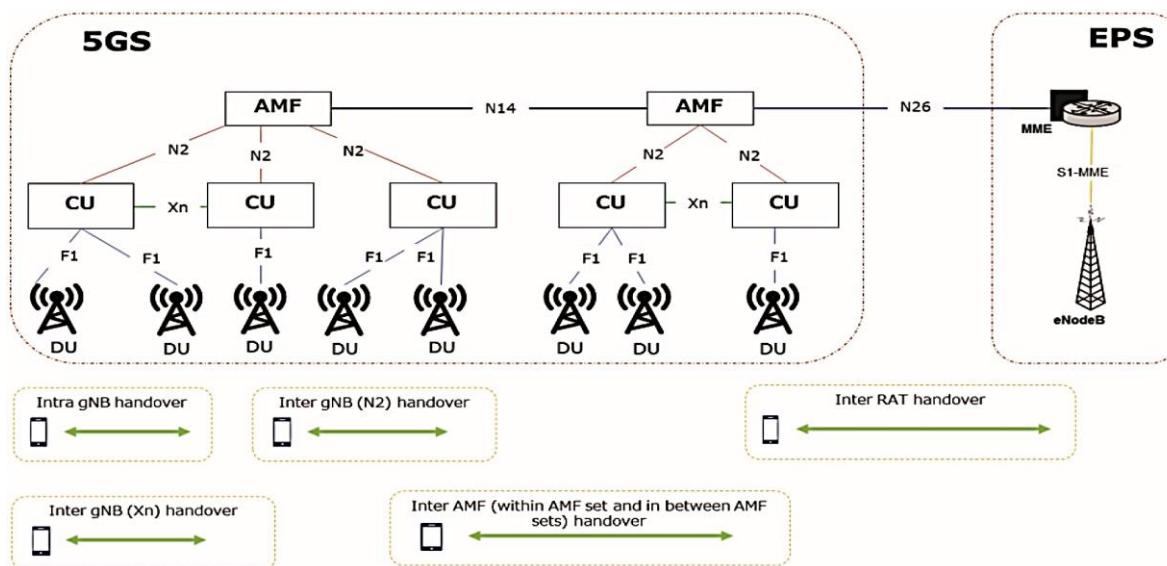 5GS
EPS
AMF
N14
AMF
N26
MME
N2
N2
N2
N2
N2
S1-MME
CU
Xn
CU
CU
CU
Xn
CU
F1
F1
F1
F1
F1
F1
F1
F1
DU
DU
DU
DU
DU
DU
DU
DU
eNodeB
Intra gNB handover
Inter gNB (N2) handover
Inter RAT handover
Inter gNB (Xn) handover
Inter AMF (within AMF set and in between AMF
sets) handover